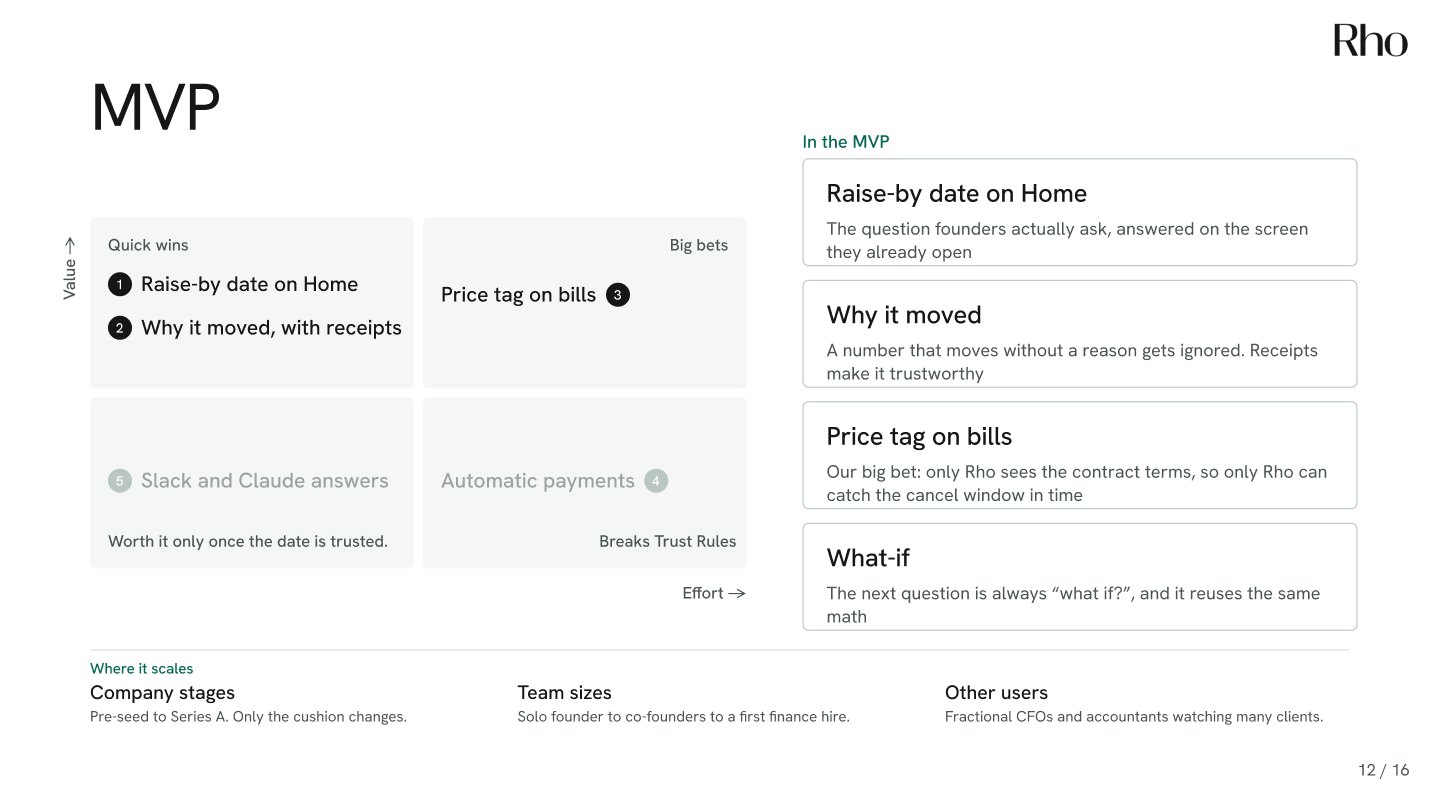 Rho
MVP
Value →
Quick wins
1 Raise-by date on Home
2 Why it moved, with receipts
Big bets
Price tag on bills 3
5 Slack and Claude answers
Worth it only once the date is trusted.
Automatic payments 4
Breaks Trust Rules
Effort →
In the MVP
Raise-by date on Home
The question founders actually ask, answered on the screen
they already open
Why it moved
A number that moves without a reason gets ignored. Receipts
make it trustworthy
Price tag on bills
Our big bet: only Rho sees the contract terms, so only Rho can
catch the cancel window in time
What-if
The next question is always “what if?”, and it reuses the same
math
Where it scales
Company stages
Pre-seed to Series A. Only the cushion changes.
Team sizes
Solo founder to co-founders to a first finance hire.
Other users
Fractional CFOs and accountants watching many clients.
12 / 16